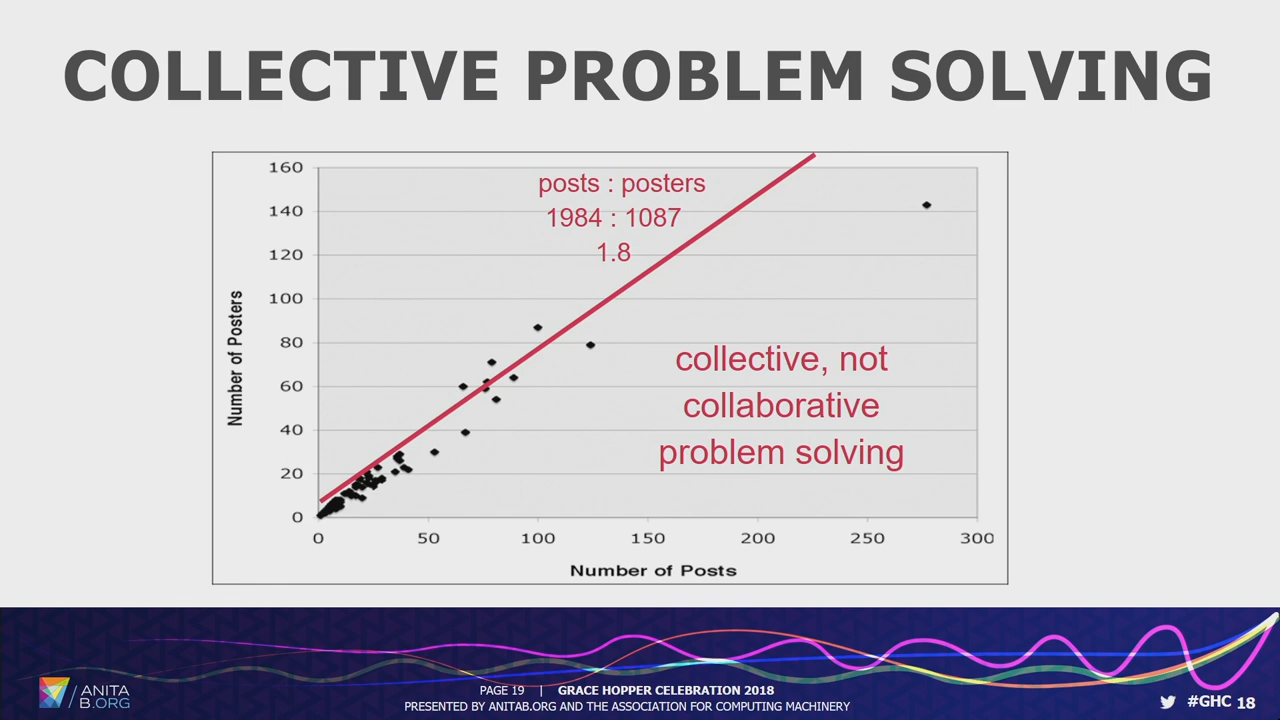 COLLECTIVE PROBLEM SOLVING
160
140
120
100
80
60
40
20
0
Number of Posters
posts : posters
1984 : 1087
1.8
collective, not
collaborative
problem solving
0 50 100 150 200 250 300
Number of Posts
ANITA
B.ORG
PAGE 19 | GRACE HOPPER CELEBRATION 2018
PRESENTED BY ANITAB.ORG AND THE ASSOCIATION FOR COMPUTING MACHINERY
#GHC 18